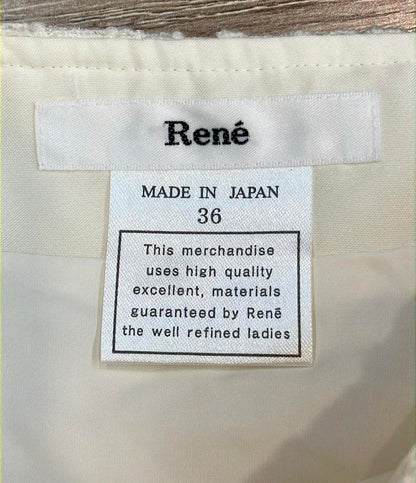 René
MADE IN JAPAN
36
This merchandise
uses high quality
excellent, materials
guaranteed by René
the well refined ladies